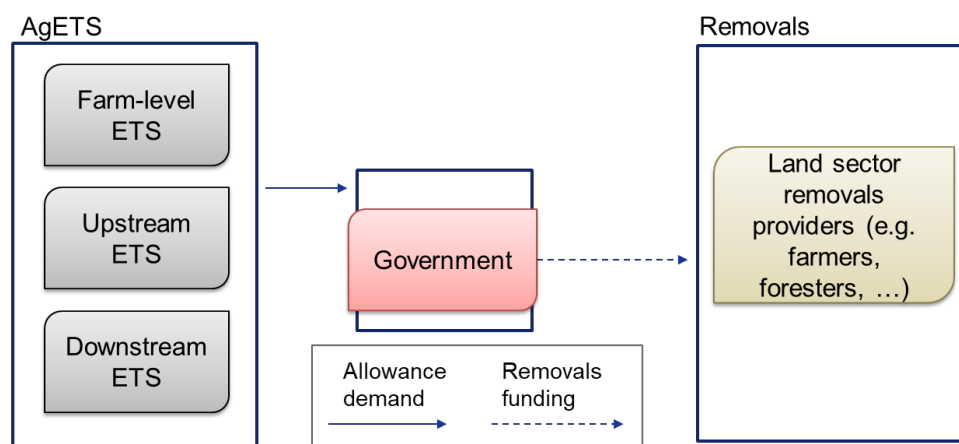 AgETS
Farm-level
ETS
Upstream
ETS
Downstream
ETS
Government
Allowance
demand
Removals
funding
Removals
Land sector
removals
providers (e.g.
farmers,
foresters, …)